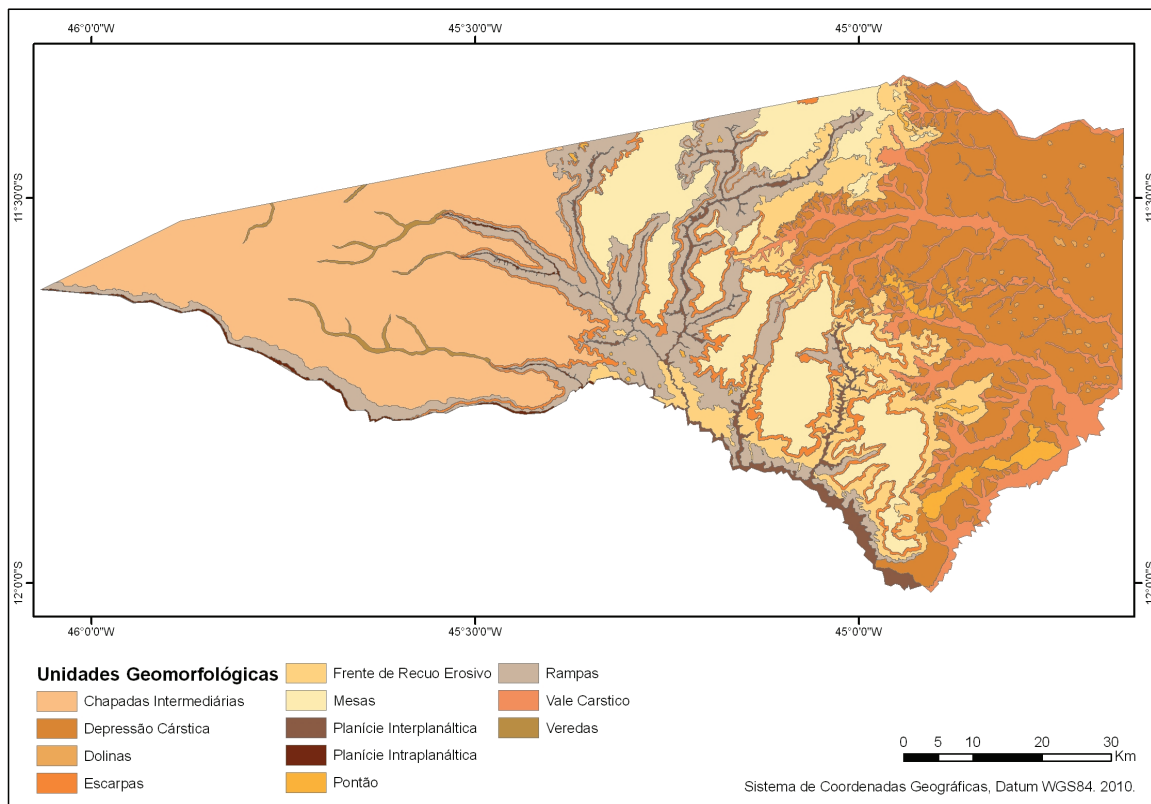 46°0'0"W
45°30'0"W
45°0'0"W
11°30'0"S
11°30'0"S
12°0'0"S
12°0'0"S
46°0'0"W
45°30'0"W
45°0'0"W
Unidades Geomorfológicas
Chapadas Intermediárias
Depressão Cárstica
Dolinas
Escarpas
Frente de Recuo Erosivo
Mesas
Planície Interplanáltica
Planície Intraplanáltica
Pontão
Rampas
Vale Carstico
Veredas
0 5 10 20 30
Km
Sistema de Coordenadas Geográficas, Datum WGS84. 2010.